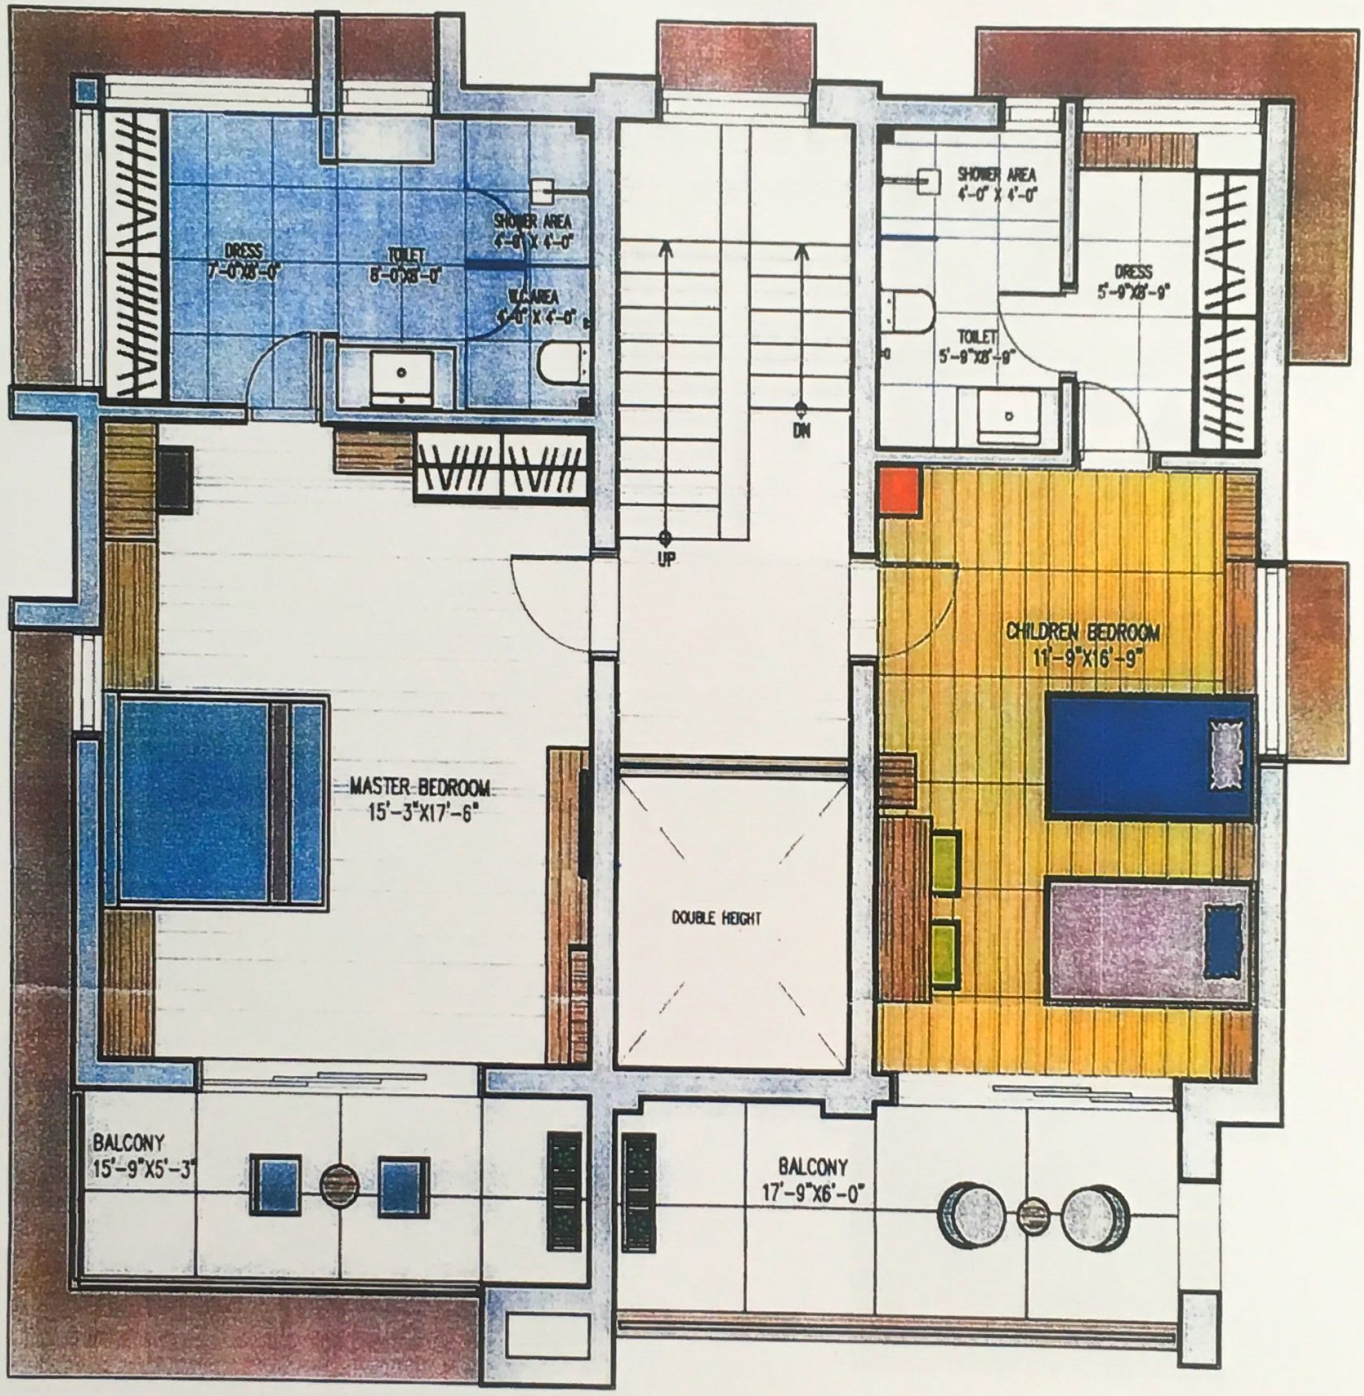 SHOWER AREA
4'-0" X 4'-0"
SHOWER AREA
4'-0" X 4'-0"
DRESS
7'-0"X8'-0"
TOILET
8'-0"X8'-0"
DRESS
5'-9"X8'-9"
W.C.AREA
4'-0" X 4'-0"
TOILET
5'-9"X8'-9"
DN
UP
CHILDREN BEDROOM
11'-9"X16'-9"
MASTER BEDROOM
15'-3"X17'-6"
DOUBLE HEIGHT
BALCONY
15'-9"X5'-3"
BALCONY
17'-9"X6'-0"